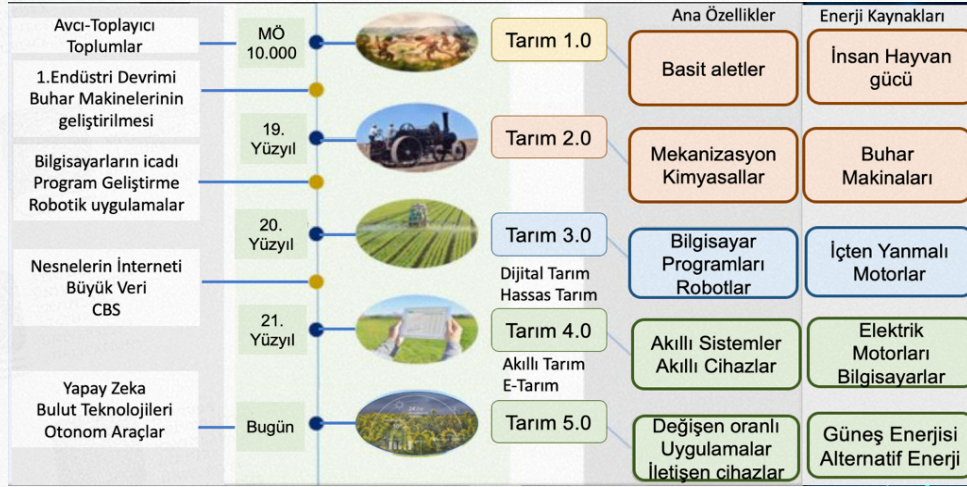 Ana Özellikler
Enerji Kaynakları
Avcı-Toplayıcı
Toplumlar
MÖ
10.000
Tarım 1.0
Basit aletler
İnsan Hayvan
gücü
1.Endüstri Devrimi
Buhar Makinelerinin
geliştirilmesi
19.
Yüzyıl
Tarım 2.0
Mekanizasyon
Kimyasallar
Buhar
Makinaları
Bilgisayarların icadı
Program Geliştirme
Robotik uygulamalar
20.
Yüzyıl
Tarım 3.0
Bilgisayar
Programları
Robotlar
İçten Yanmalı
Motorlar
Dijital Tarım
Hassas Tarım
Nesnelerin İnterneti
Büyük Veri
CBS
21.
Yüzyıl
Tarım 4.0
Akıllı Sistemler
Akıllı Cihazlar
Elektrik
Motorları
Bilgisayarlar
Akıllı Tarım
E-Tarım
Yapay Zeka
Bulut Teknolojileri
Otonom Araçlar
Bugün
Tarım 5.0
Değişen oranlı
Uygulamalar
İletişen cihazlar
Güneş Enerjisi
Alternatif Enerji